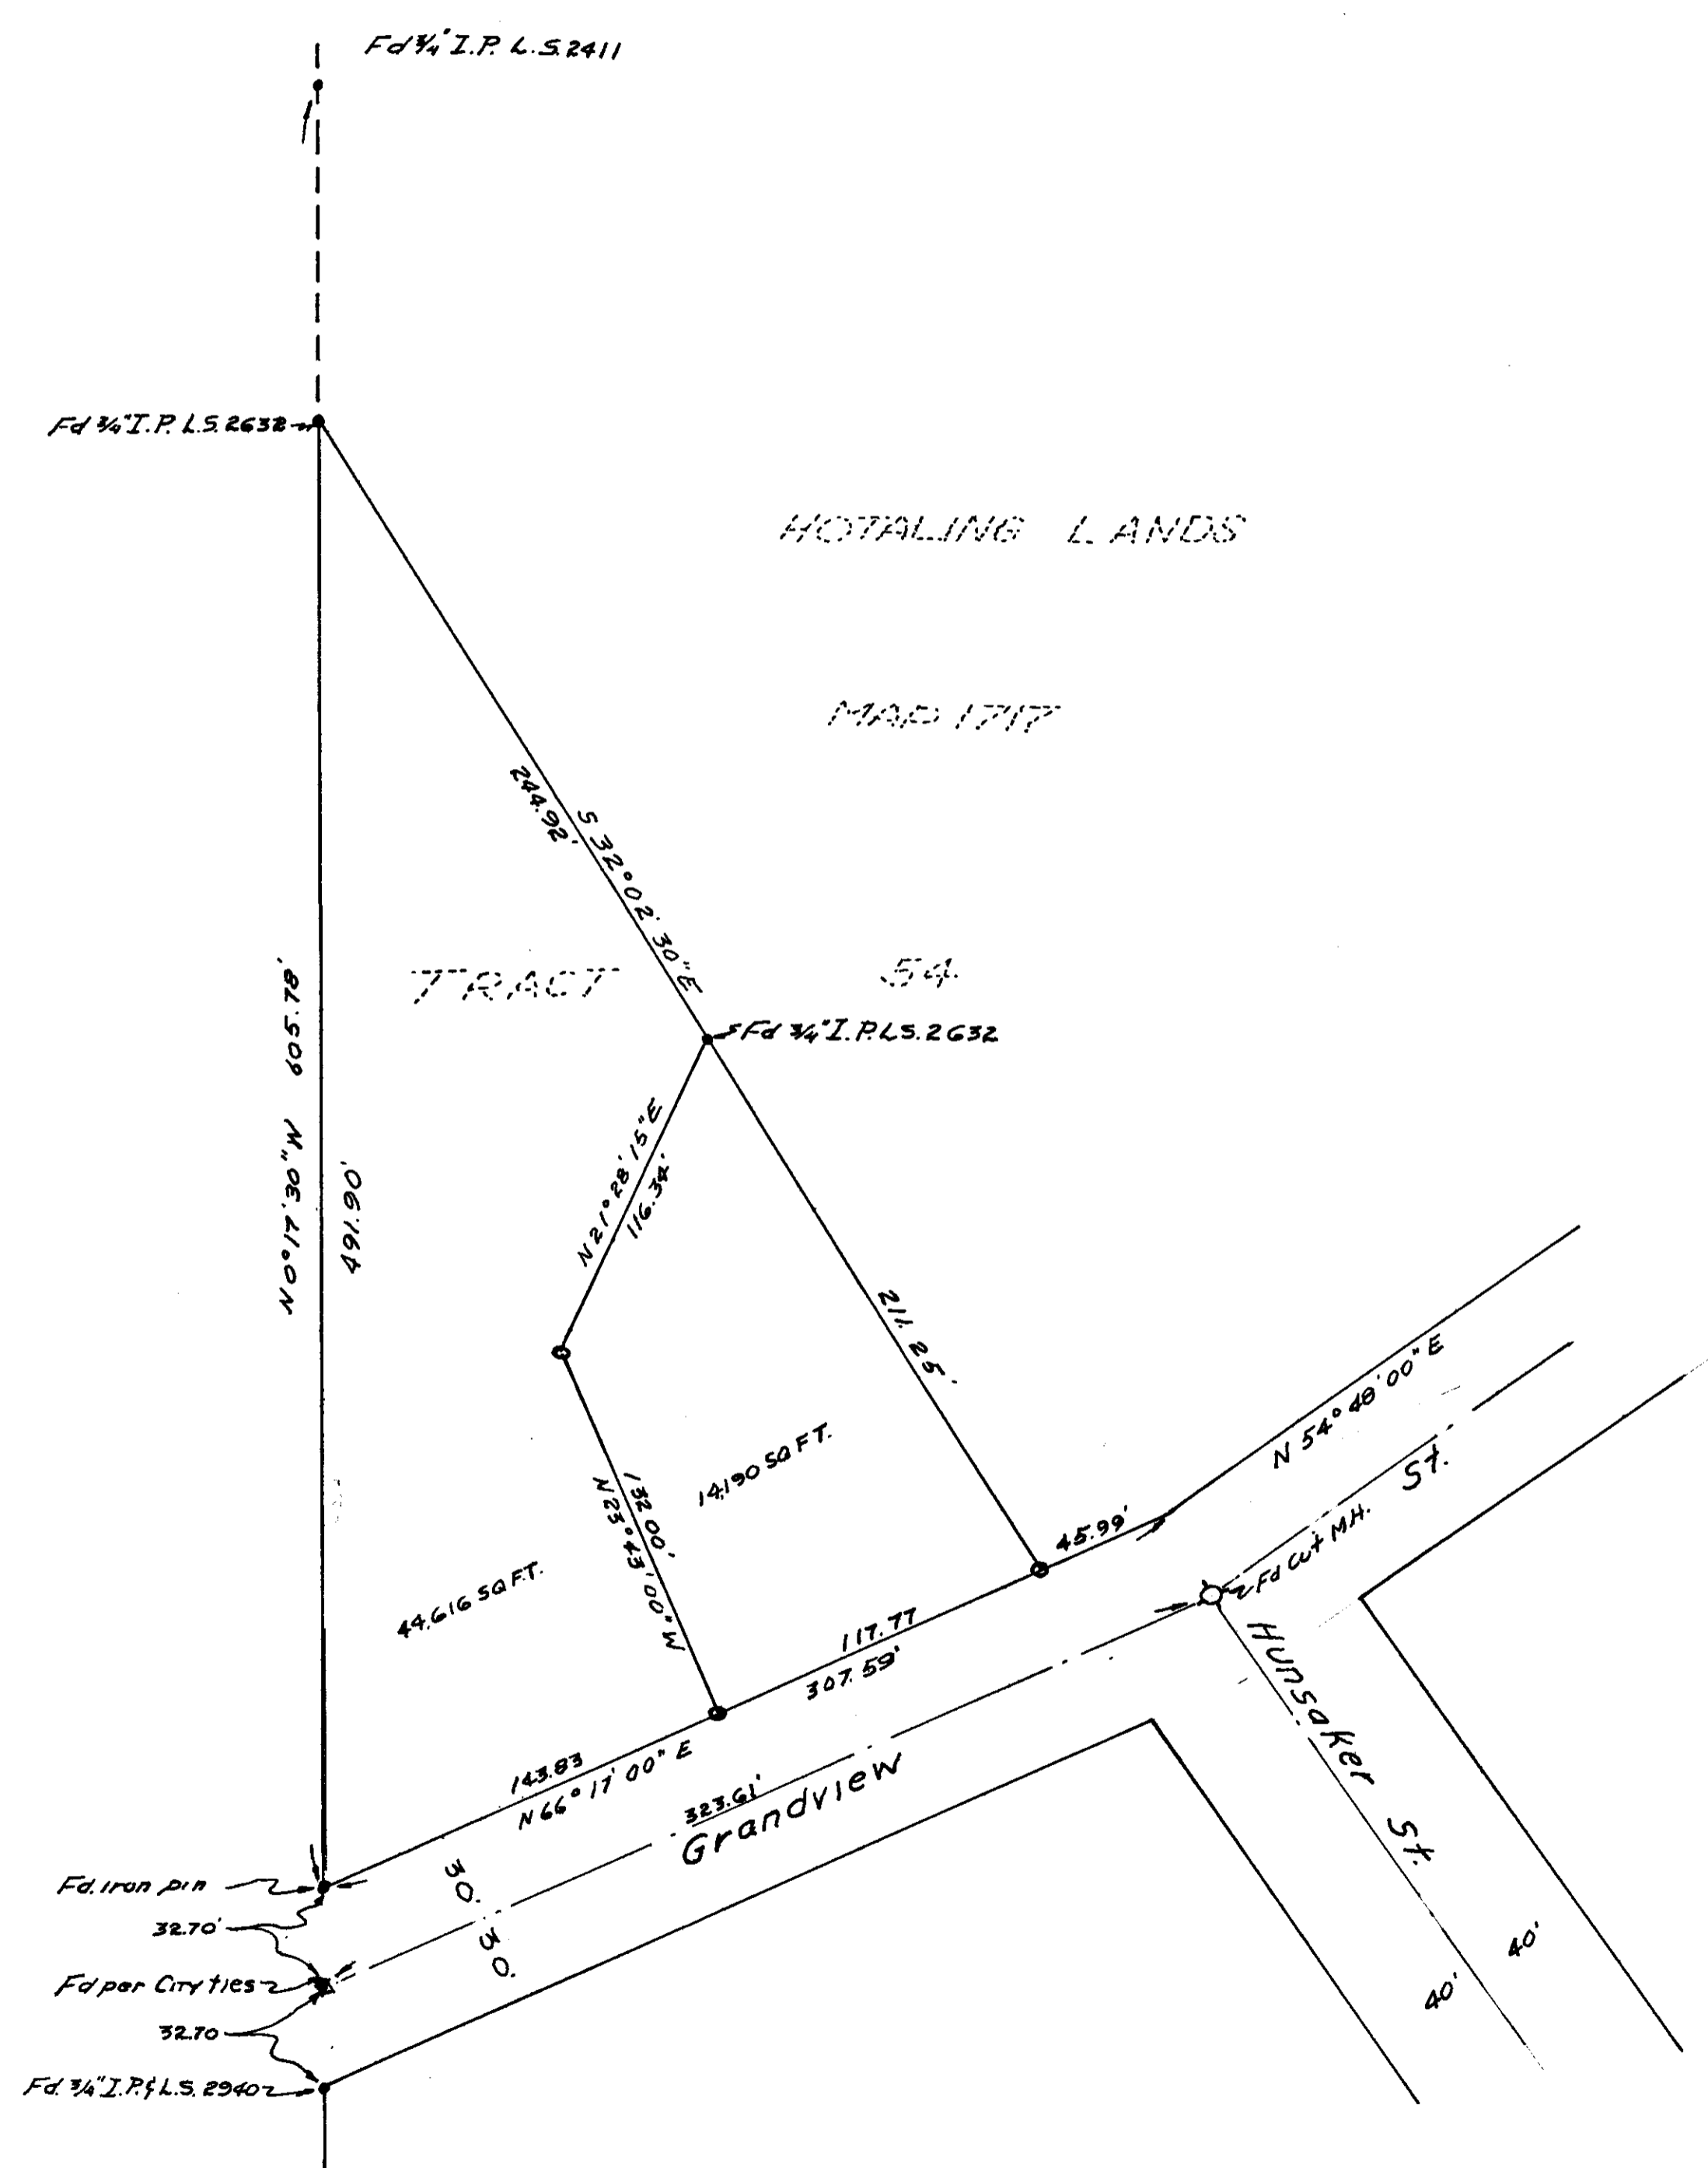 Fd 3/4" I.P. L.S. 2411
Fd 3/4" I.P. L.S. 2632
HOTALING LANDS
MAP 1717
244.92'
S 32° 02' 30" E
TRACT 54
Fd 3/4" I.P. L.S. 2632
N 0° 17' 30" W 605.78'
491.90'
N 21° 28' 15" E
116.34'
211.25'
N 54° 48' 00" E
St.
14,190 SQ FT.
132.00'
N 23° 43' 00" W
45.99'
Fd Cut M.H.
44,616 SQ FT.
117.77
307.59'
Hunsaker St.
143.83
N 66° 17' 00" E
323.61'
Grandview
30.
30.
Fd. Iron pin
32.70'
Fd per City ties
32.70
Fd. 3/4" I.P. & L.S. 2940
40'
40'